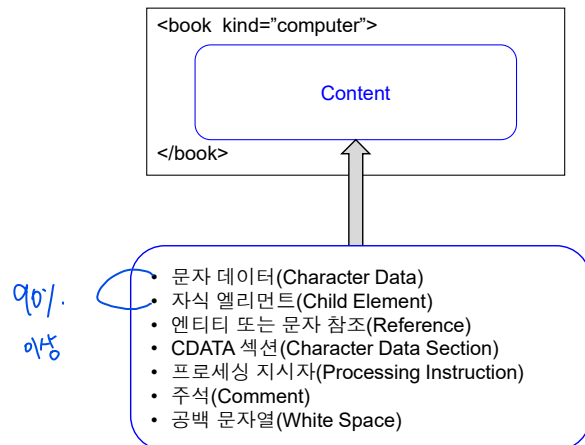 <book kind=”computer”>
Content
</book>
• 문자 데이터(Character Data)
• 자식 엘리먼트(Child Element)
• 엔티티 또는 문자 참조(Reference)
• CDATA 섹션(Character Data Section)
• 프로세싱 지시자(Processing Instruction)
• 주석(Comment)
• 공백 문자열(White Space)
90%.
이상